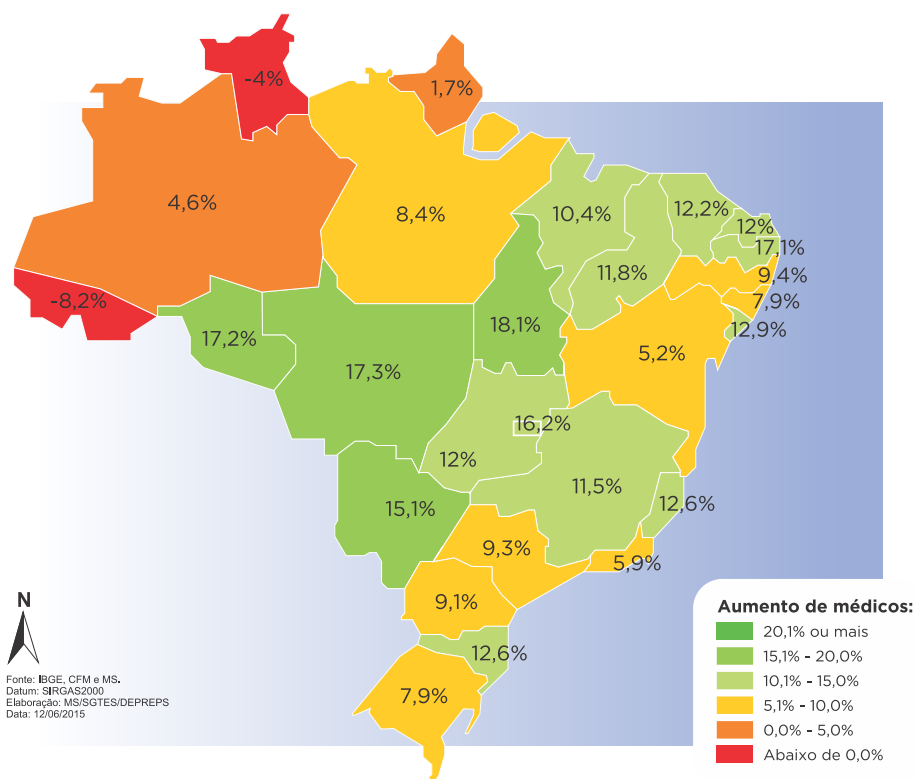 -4%
1,7%
4,6%
8,4%
10,4%
12,2%
12%
17,1%
11,8%
9,4%
7,9%
12,9%
-8,2%
17,2%
17,3%
18,1%
5,2%
16,2%
12%
11,5%
12,6%
15,1%
9,3%
5,9%
9,1%
12,6%
7,9%
N
Fonte: IBGE, CFM e MS.
Datum: SIRGAS2000
Elaboração: MS/SGTES/DEPREPS
Data: 12/06/2015
Aumento de médicos:
20,1% ou mais
15,1% - 20,0%
10,1% - 15,0%
5,1% - 10,0%
0,0% - 5,0%
Abaixo de 0,0%